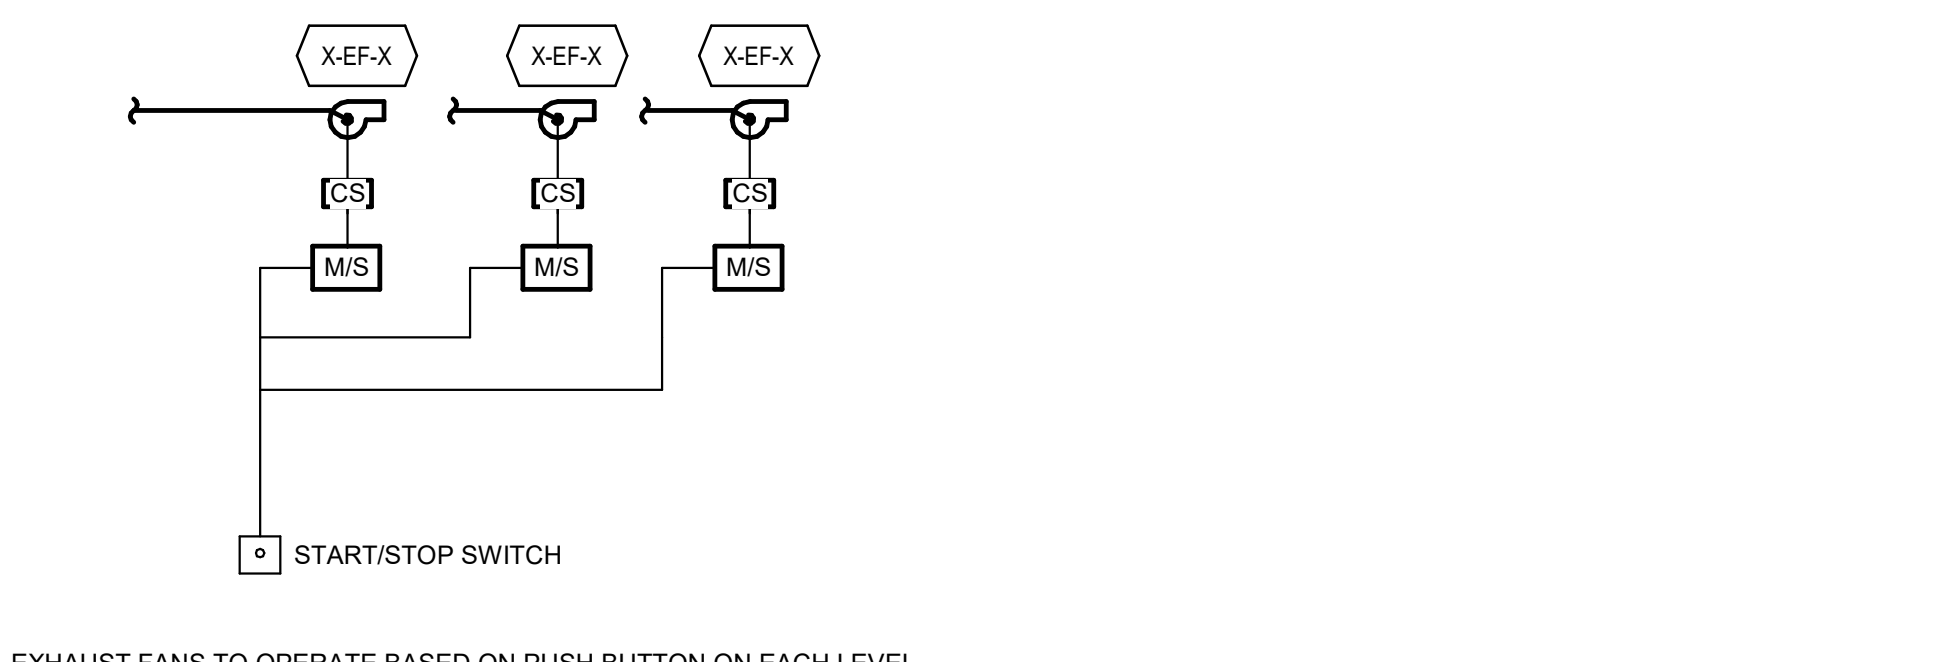 X-EF-X X-EF-X X-EF-X
[CS] [CS] [CS]
M/S M/S M/S
START/STOP SWITCH
EXHAUST FANS TO OPERATE BASED ON PUSH BUTTON ON EACH LEVEL